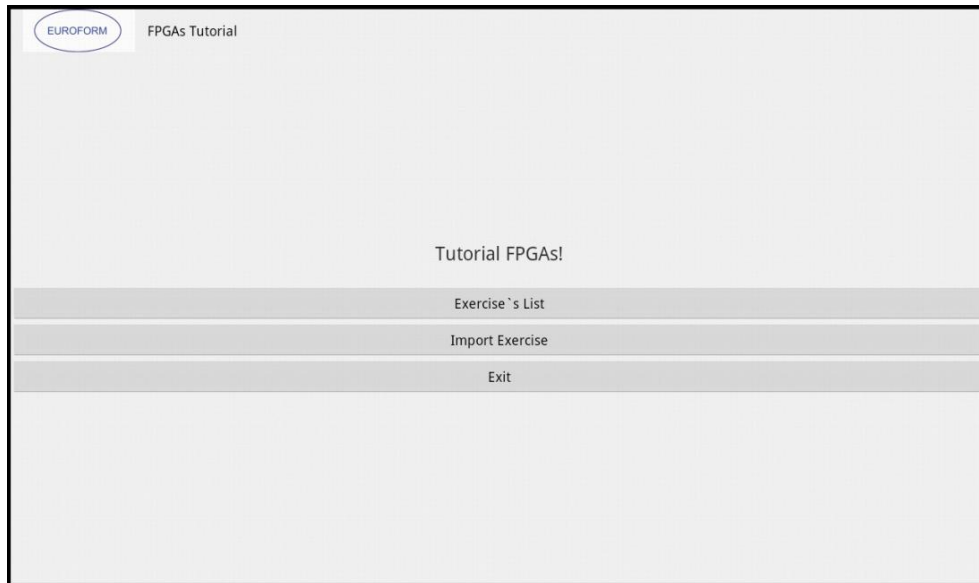 EUROFORM FPGAs Tutorial
Tutorial FPGAs!
Exercise`s List
Import Exercise
Exit